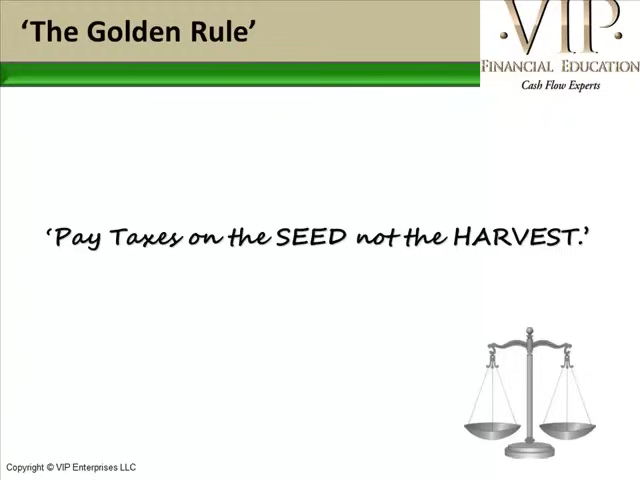 ‘The Golden Rule’
VIP
FINANCIAL EDUCATION
Cash Flow Experts
‘Pay Taxes on the SEED not the HARVEST.’
Copyright © VIP Enterprises LLC